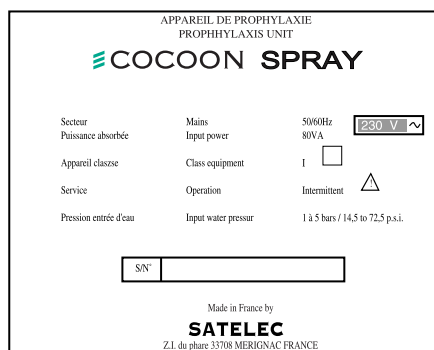 APPAREIL DE PROPHYLAXIE
PROPHHYLAXIS UNIT
COCOON SPRAY
Secteur Mains 50/60Hz 230 V ~
Puissance absorbée Input power 80VA
Appareil claszse Class equipment I
Service Operation Intermittent
Pression entrée d'eau Input water pressur 1 à 5 bars / 14,5 to 72,5 p.s.i.
S/N°
Made in France by
SATELEC
Z.I. du phare 33708 MERIGNAC FRANCE